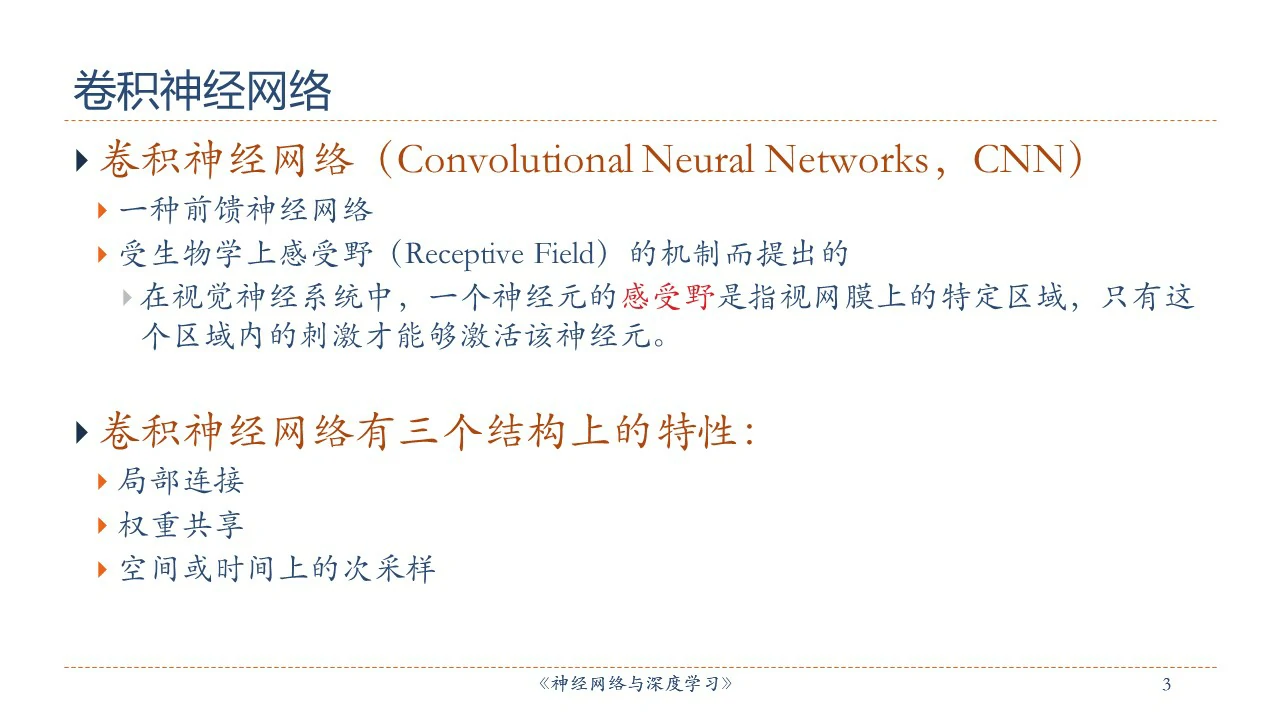 卷积神经网络
卷积神经网络（Convolutional Neural Networks，CNN）
一种前馈神经网络
受生物学上感受野（Receptive Field）的机制而提出的
在视觉神经系统中，一个神经元的感受野是指视网膜上的特定区域，只有这
个区域内的刺激才能够激活该神经元。
卷积神经网络有三个结构上的特性：
局部连接
权重共享
空间或时间上的次采样
《神经网络与深度学习》
3